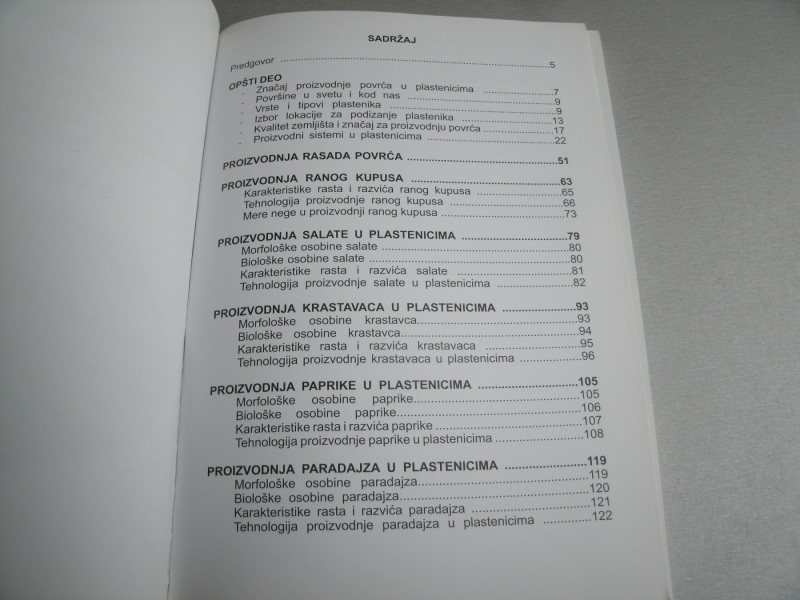 SADRŽAJ
Predgovor ........ 5
OPŠTI DEO
- Značaj proizvodnje povrća u plastenicima ........ 7
- Površine u svetu i kod nas ........ 9
- Vrste i tipovi plastenika ........ 9
- Izbor lokacije za podizanje plastenika ........ 13
- Kvalitet zemljišta i značaj za proizvodnju povrća ........ 17
- Proizvodni sistemi u plastenicima ........ 22
PROIZVODNJA RASADA POVRĆA ........ 51
PROIZVODNJA RANOG KUPUSA ........ 63
Karakteristike rasta i razvića ranog kupusa ........ 65
Tehnologija proizvodnje ranog kupusa ........ 66
Mere nege u proizvodnji ranog kupusa ........ 73
PROIZVODNJA SALATE U PLASTENICIMA ........ 79
Morfološke osobine salate ........ 80
Biološke osobine salate ........ 80
Karakteristike rasta i razvića salate ........ 81
Tehnologija proizvodnje salate u plastenicima ........ 82
PROIZVODNJA KRASTAVACA U PLASTENICIMA ........ 93
Morfološke osobine krastavca ........ 93
Biološke osobine krastavca ........ 94
Karakteristike rasta i razvića krastavaca ........ 95
Tehnologija proizvodnje krastavaca u plastenicima ........ 96
PROIZVODNJA PAPRIKE U PLASTENICIMA ........ 105
Morfološke osobine paprike ........ 105
Biološke osobine paprike ........ 106
Karakteristike rasta i razvića paprike ........ 107
Tehnologija proizvodnje paprike u plastenicima ........ 108
PROIZVODNJA PARADAJZA U PLASTENICIMA ........ 119
Morfološke osobine paradajza ........ 119
Biološke osobine paradajza ........ 120
Karakteristike rasta i razvića paradajza ........ 121
Tehnologija proizvodnje paradajza u plastenicima ........ 122